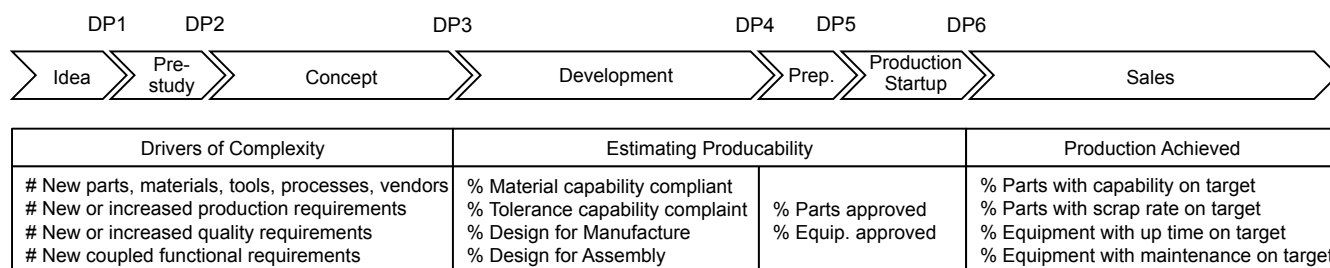 DP1 DP2 DP3 DP4 DP5 DP6
Idea
Pre-
study
Concept
Development
Prep.
Production
Startup
Sales
Drivers of Complexity
Estimating Producability
Production Achieved
# New parts, materials, tools, processes, vendors
# New or increased production requirements
# New or increased quality requirements
# New coupled functional requirements
% Material capability compliant
% Tolerance capability complaint
% Design for Manufacture
% Design for Assembly
% Parts approved
% Equip. approved
% Parts with capability on target
% Parts with scrap rate on target
% Equipment with up time on target
% Equipment with maintenance on target